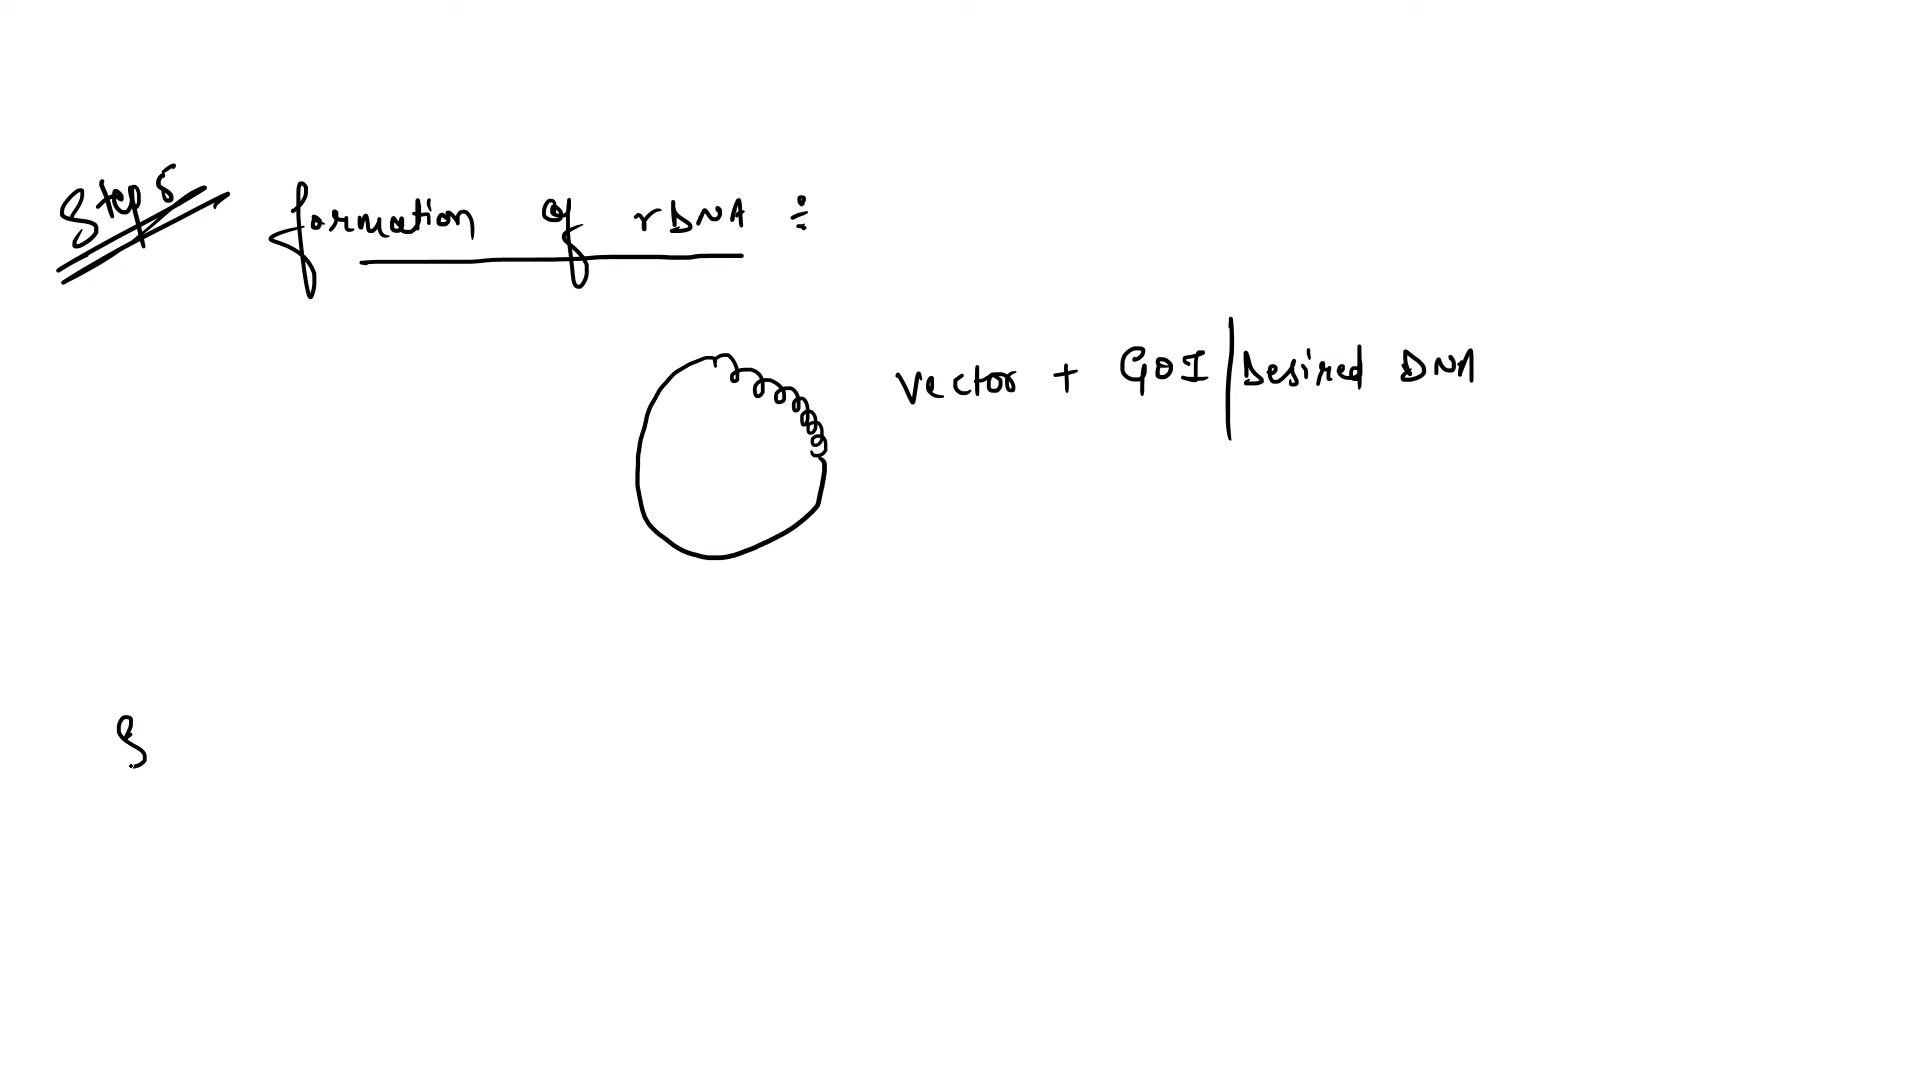 Step 5 formation of rDNA ÷
Vector + GOI | Desired DNA
S